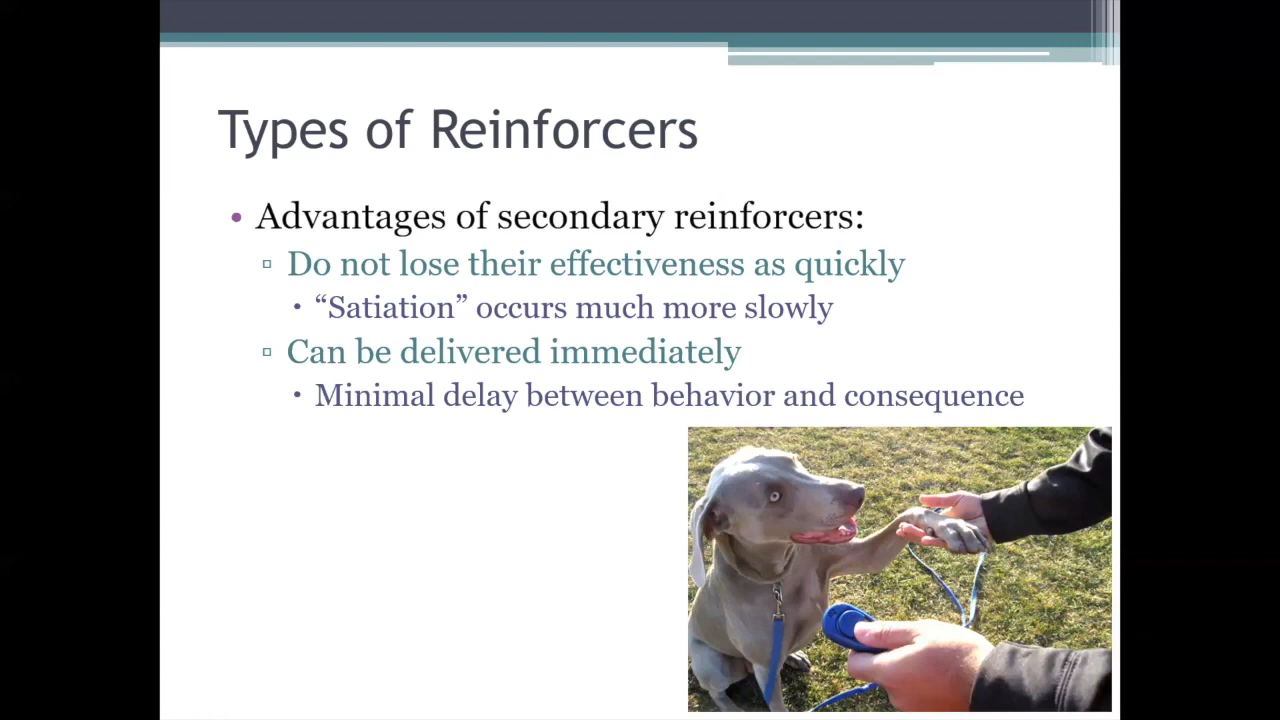 Types of Reinforcers
• Advantages of secondary reinforcers:
▫ Do not lose their effectiveness as quickly
▪ “Satiation” occurs much more slowly
▫ Can be delivered immediately
▪ Minimal delay between behavior and consequence